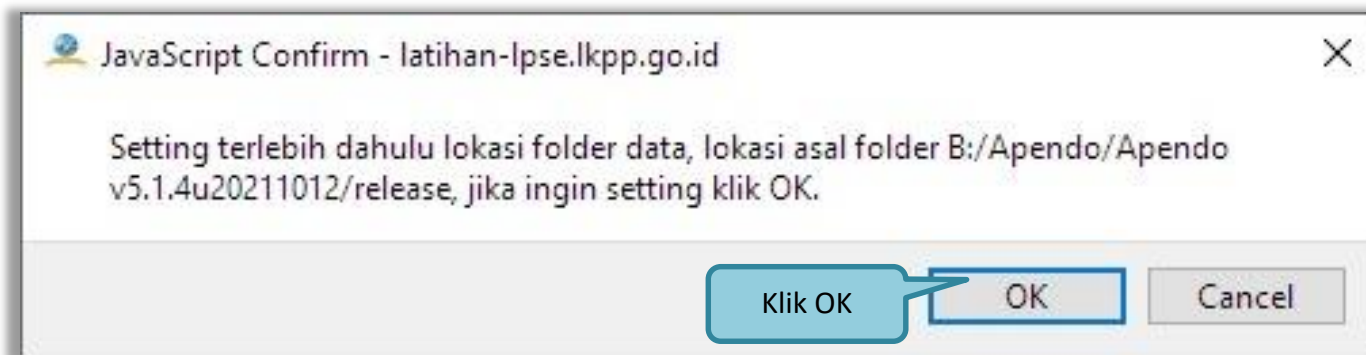 JavaScript Confirm - latihan-lpse.lkpp.go.id
Setting terlebih dahulu lokasi folder data, lokasi asal folder B:/Apendo/Apendo
v5.1.4u20211012/release, jika ingin setting klik OK.
Klik OK
OK
Cancel